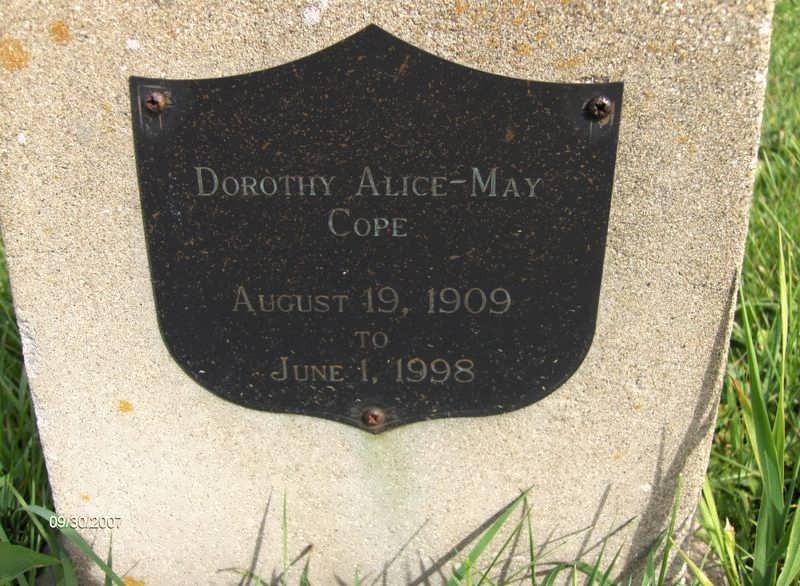 Dorothy Alice-May
Cope
August 19, 1909
to
June 1, 1998
09/30/2007